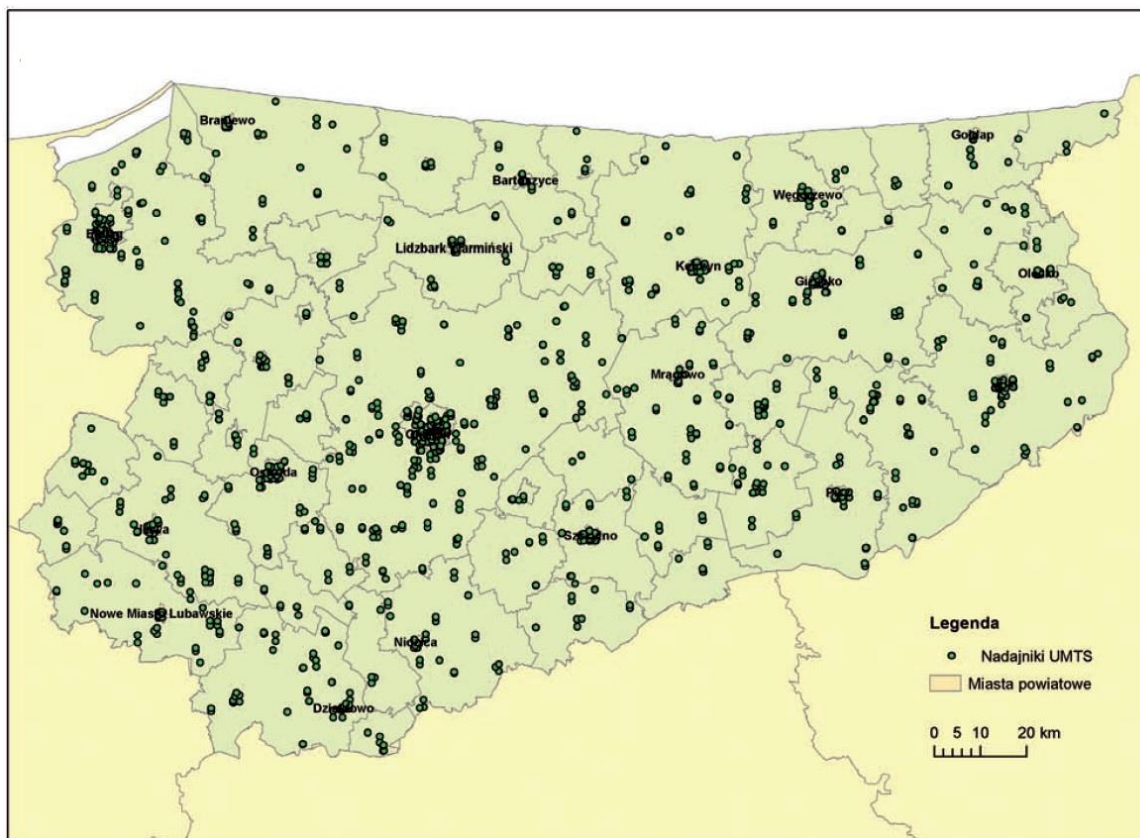 Braniewo
Gołdap
Bartoszyce
Węgorzewo
Lidzbark Warmiński
Kętrzyn
Giżycko
Olecko
Mrągowo
Ostróda
Szczytno
Nowe Miasto Lubawskie
Nidzica
Działdowo
Legenda
Nadajniki UMTS
Miasta powiatowe
0 5 10 20 km